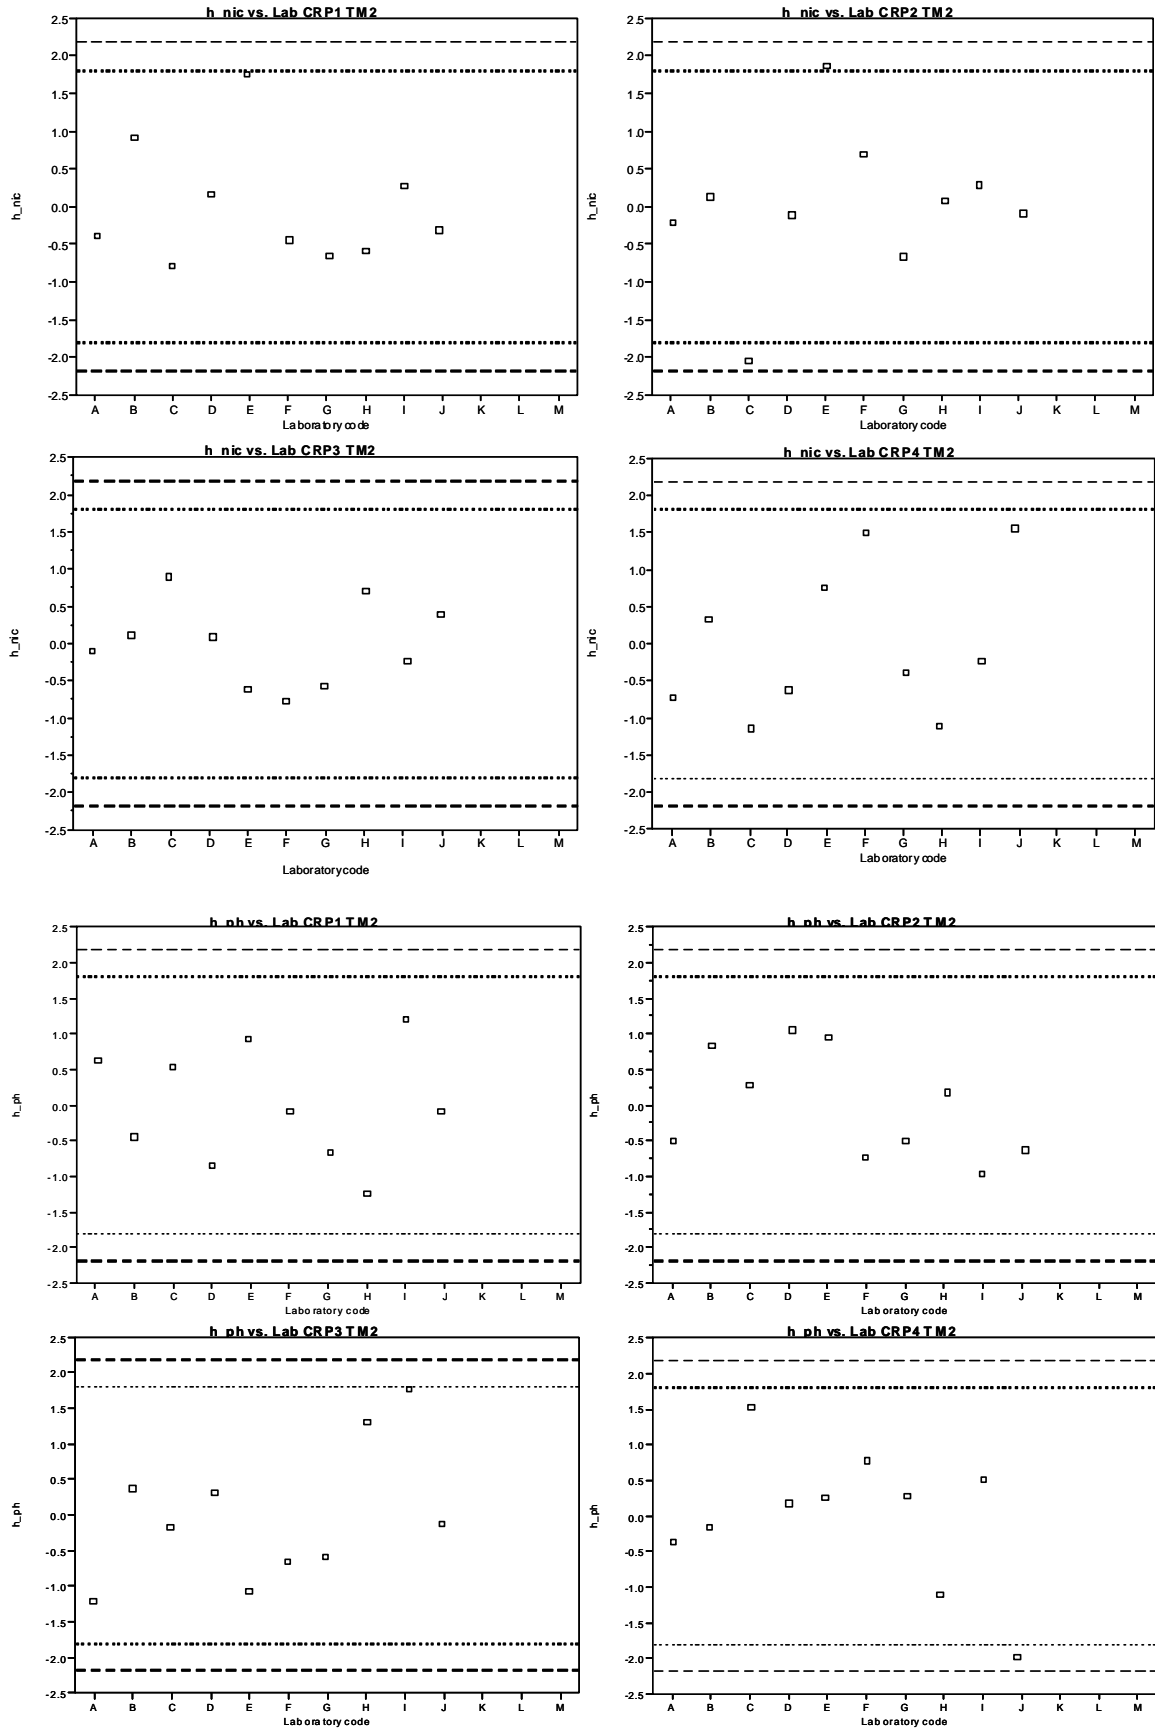 h_nic vs. Lab CRP1 TM2
2.5
2.0
1.5
1.0
0.5
0.0
-0.5
-1.0
-1.5
-2.0
-2.5
h_nic
A B C D E F G H I J K L M
Laboratory code
h_nic vs. Lab CRP2 TM2
2.5
2.0
1.5
1.0
0.5
0.0
-0.5
-1.0
-1.5
-2.0
-2.5
h_nic
A B C D E F G H I J K L M
Laboratory code
h_nic vs. Lab CRP3 TM2
2.5
2.0
1.5
1.0
0.5
0.0
-0.5
-1.0
-1.5
-2.0
-2.5
h_nic
A B C D E F G H I J K L M
Laboratory code
h_nic vs. Lab CRP4 TM2
2.5
2.0
1.5
1.0
0.5
0.0
-0.5
-1.0
-1.5
-2.0
-2.5
h_nic
A B C D E F G H I J K L M
Laboratory code
h_ph vs. Lab CRP1 TM2
2.5
2.0
1.5
1.0
0.5
0.0
-0.5
-1.0
-1.5
-2.0
-2.5
h_ph
A B C D E F G H I J K L M
Laboratory code
h_ph vs. Lab CRP2 TM2
2.5
2.0
1.5
1.0
0.5
0.0
-0.5
-1.0
-1.5
-2.0
-2.5
h_ph
A B C D E F G H I J K L M
Laboratory code
h_ph vs. Lab CRP3 TM2
2.5
2.0
1.5
1.0
0.5
0.0
-0.5
-1.0
-1.5
-2.0
-2.5
h_ph
A B C D E F G H I J K L M
Laboratory code
h_ph vs. Lab CRP4 TM2
2.5
2.0
1.5
1.0
0.5
0.0
-0.5
-1.0
-1.5
-2.0
-2.5
h_ph
A B C D E F G H I J K L M
Laboratory code